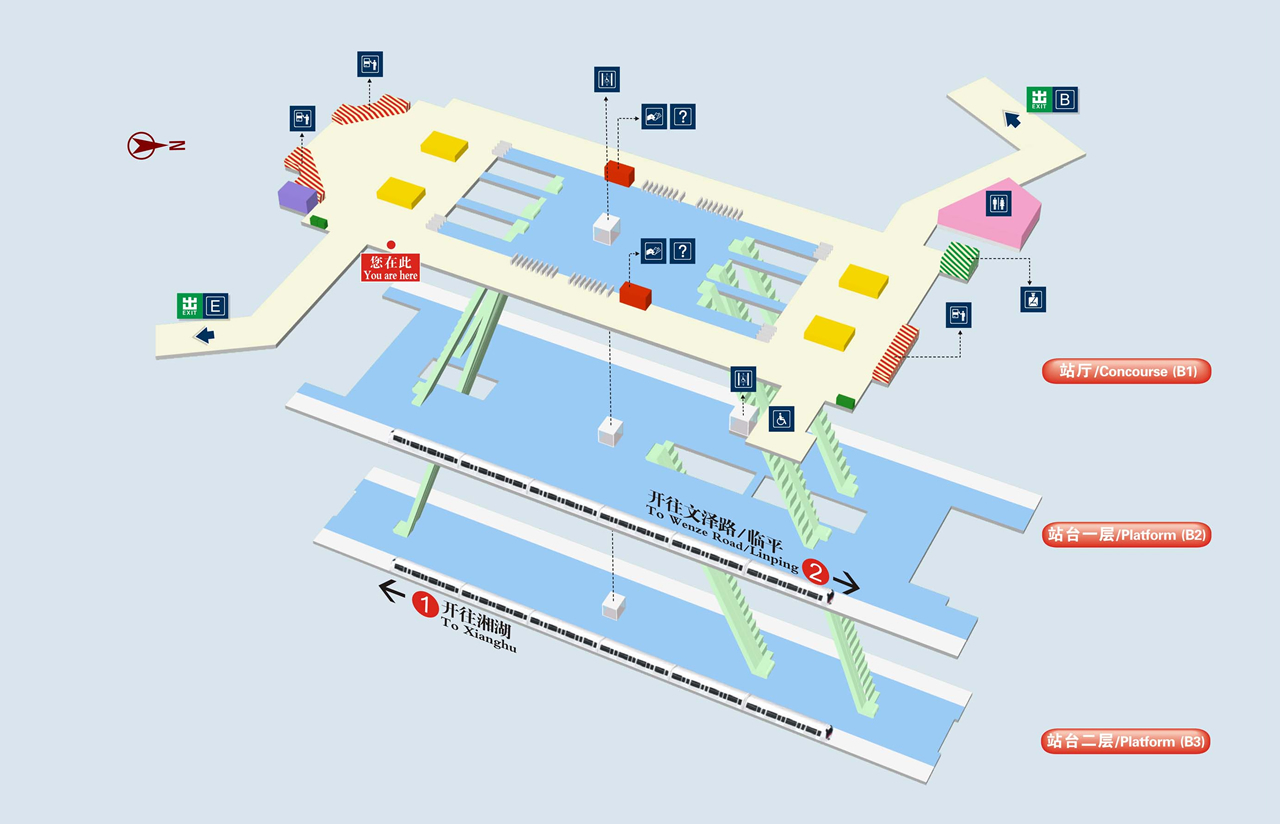 出
EXIT
B
?
N
?
您在此
You are here
出
EXIT
E
站厅/Concourse (B1)
开往文泽路/临平
To Wenze Road/Linping
2
站台一层/Platform (B2)
1
开往湘湖
To Xianghu
站台二层/Platform (B3)